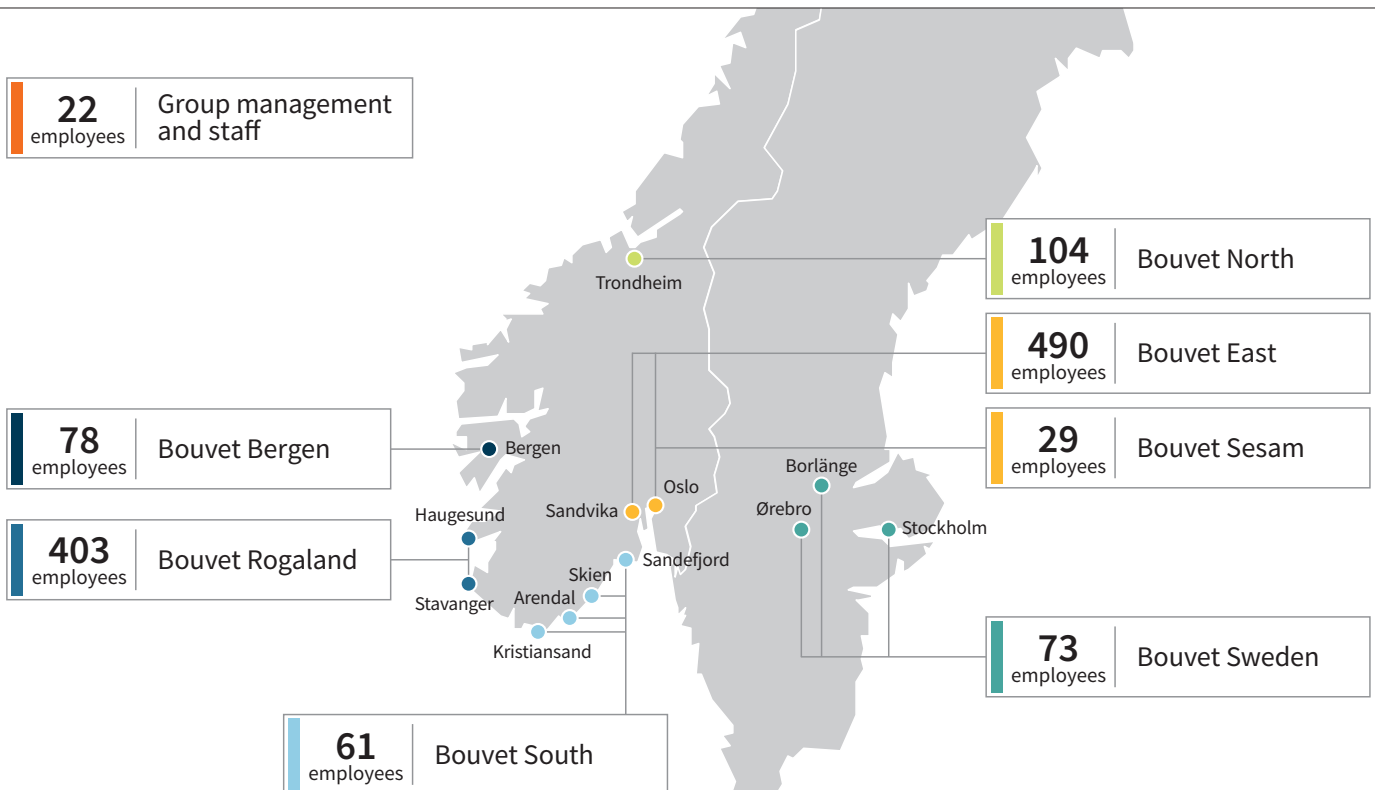 22
employees
Group management
and staff
104
employees
Bouvet North
Trondheim
490
employees
Bouvet East
78
employees
Bouvet Bergen
Bergen
29
employees
Bouvet Sesam
Borlänge
Oslo
Sandvika
Ørebro
Stockholm
Haugesund
403
employees
Bouvet Rogaland
Sandefjord
Skien
Arendal
Stavanger
Kristiansand
73
employees
Bouvet Sweden
61
employees
Bouvet South